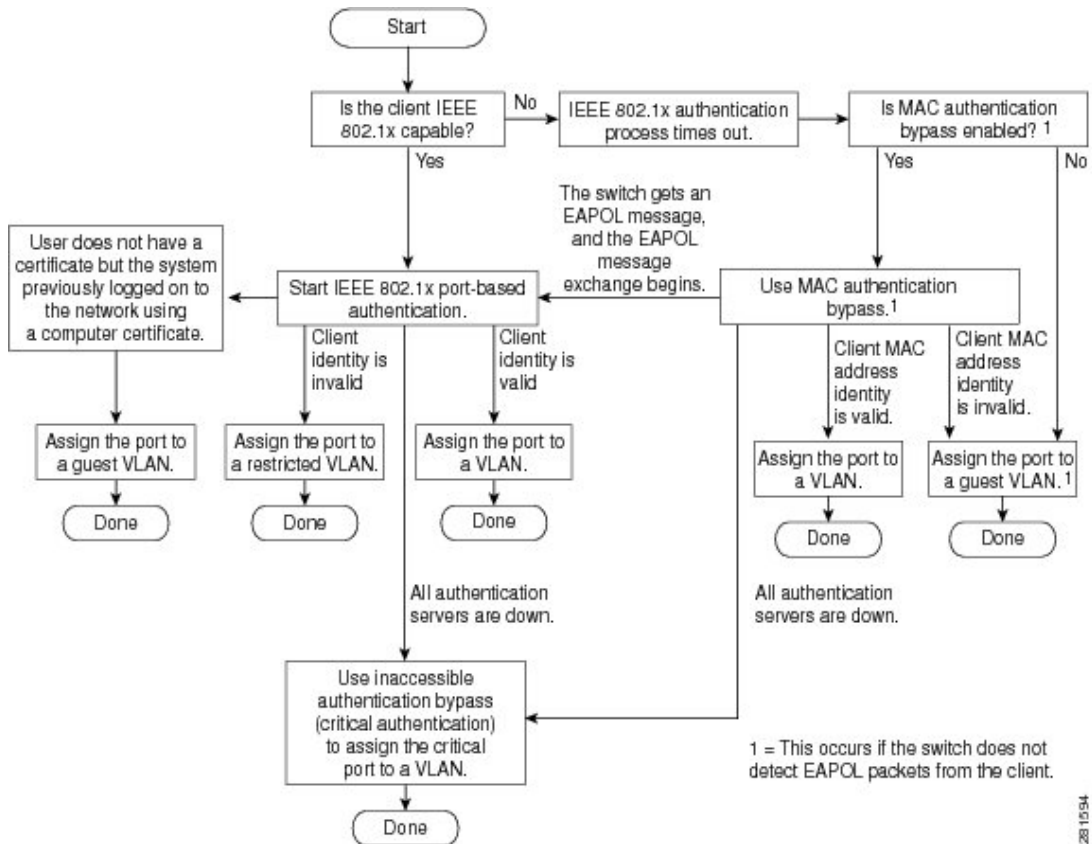 Start
Is the client IEEE
802.1x capable?
No
IEEE 802.1x authentication
process times out.
Is MAC authentication
bypass enabled? 1
Yes
Yes
No
The switch gets an
EAPOL message,
and the EAPOL
message
exchange begins.
User does not have a
certificate but the system
previously logged on to
the network using
a computer certificate.
Start IEEE 802.1x port-based
authentication.
Use MAC authentication
bypass.1
Client
identity is
invalid
Client
identity is
valid
Client MAC
address
identity
is valid.
Client MAC
address
identity
is invalid.
Assign the port to
a guest VLAN.
Assign the port to
a restricted VLAN.
Assign the port to
a VLAN.
Assign the port to
a VLAN.
Assign the port to
a guest VLAN.1
Done
Done
Done
Done
Done
All authentication
servers are down.
All authentication
servers are down.
Use inaccessible
authentication bypass
(critical authentication)
to assign the critical
port to a VLAN.
1 = This occurs if the switch does not
detect EAPOL packets from the client.
Done
281594